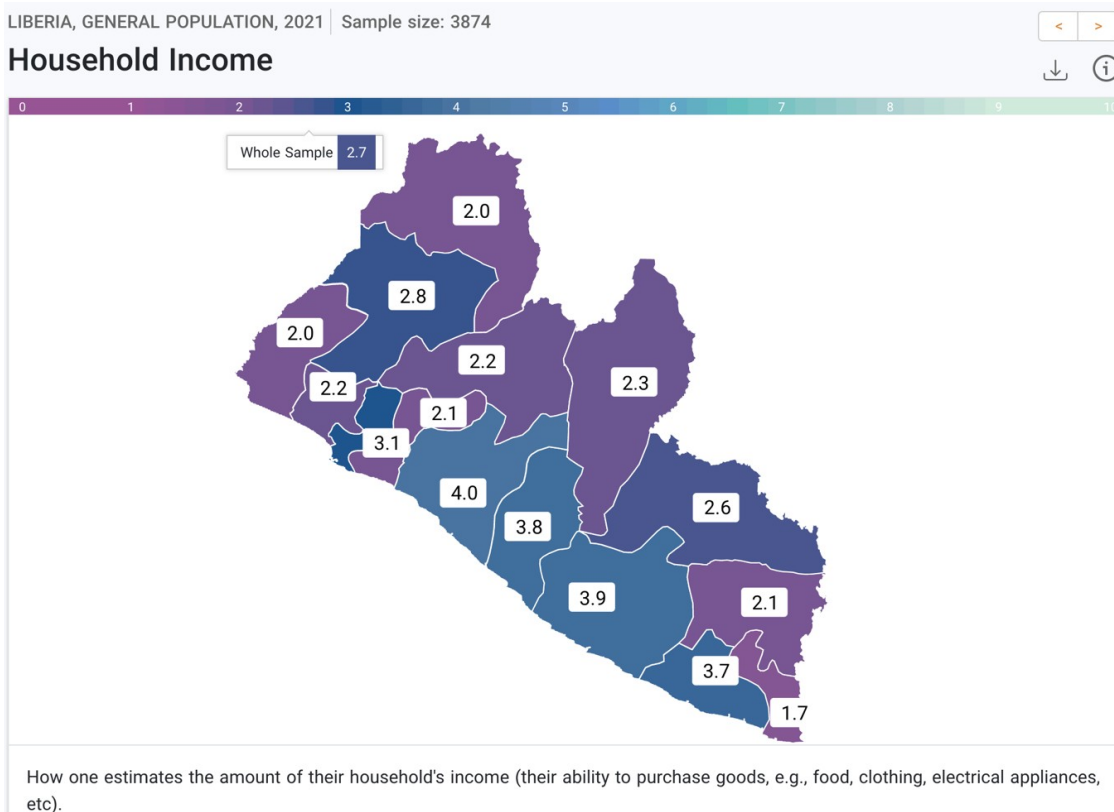 LIBERIA, GENERAL POPULATION, 2021 Sample size: 3874
< >
Household Income
0 1 2 3 4 5 6 7 8 9 10
Whole Sample 2.7
2.0
2.8
2.0
2.2
2.2
2.3
2.1
3.1
4.0
2.6
3.8
3.9
2.1
3.7
1.7
How one estimates the amount of their household's income (their ability to purchase goods, e.g., food, clothing, electrical appliances,
etc).